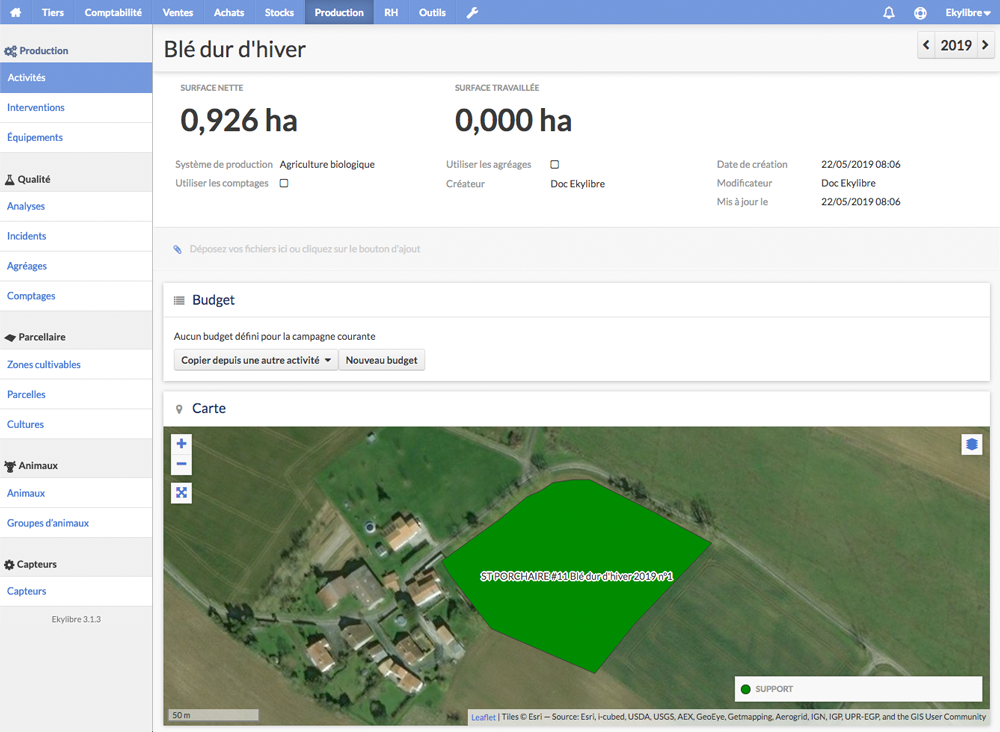 Tiers Comptabilité Ventes Achats Stocks Production RH Outils Ekylibre
Production
Activités
Interventions
Équipements
Qualité
Analyses
Incidents
Agréages
Comptages
Parcellaire
Zones cultivables
Parcelles
Cultures
Animaux
Animaux
Groupes d'animaux
Capteurs
Capteurs
Ekylibre 3.1.3
Blé dur d'hiver
2019
SURFACE NETTE
0,926 ha
SURFACE TRAVAILLÉE
0,000 ha
Système de production Agriculture biologique
Utiliser les comptages
Utiliser les agréages
Créateur Doc Ekylibre
Date de création 22/05/2019 08:06
Modificateur Doc Ekylibre
Mis à jour le 22/05/2019 08:06
Déposez vos fichiers ici ou cliquez sur le bouton d'ajout
Budget
Aucun budget défini pour la campagne courante
Copier depuis une autre activité Nouveau budget
Carte
+
−
ST PORCHAIRE #11 Blé dur d'hiver 2019 n°1
SUPPORT
50 m
Leaflet | Tiles © Esri — Source: Esri, i-cubed, USDA, USGS, AEX, GeoEye, Getmapping, Aerogrid, IGN, IGP, UPR-EGP, and the GIS User Community